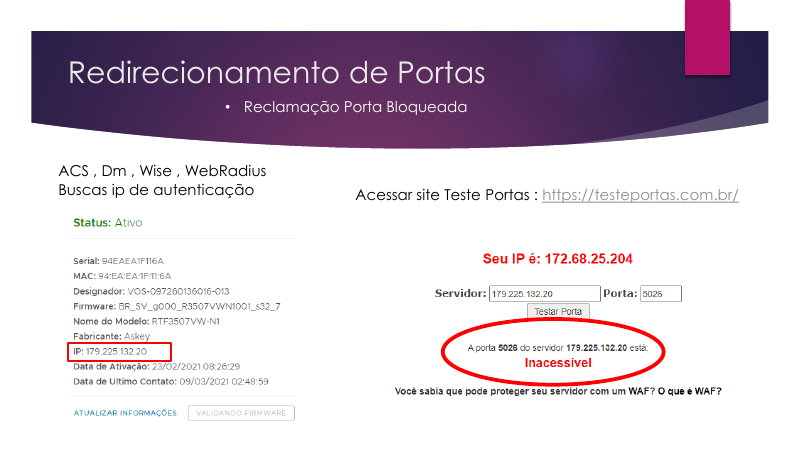 Redirecionamento de Portas
• Reclamação Porta Bloqueada
ACS , Dm , Wise , WebRadius
Buscas ip de autenticação
Status: Ativo
Serial: 94EAEA1F116A
MAC: 94:EA:EA:1F:11:6A
Designador: VOS-097260136016-013
Firmware: BR_SV_g000_R3507VWN1001_s32_7
Nome do Modelo: RTF3507VW-N1
Fabricante: Askey
IP: 179.225.132.20
Data de Ativação: 23/02/2021 08:26:29
Data de Ultimo Contato: 09/03/2021 02:48:59
ATUALIZAR INFORMAÇÕES VALIDANDO FIRMWARE
Acessar site Teste Portas : https://testeportas.com.br/
Seu IP é: 172.68.25.204
Servidor: 179.225.132.20 Porta: 5026
Testar Porta
A porta 5026 do servidor 179.225.132.20 está:
Inacessível
Você sabia que pode proteger seu servidor com um WAF? O que é WAF?